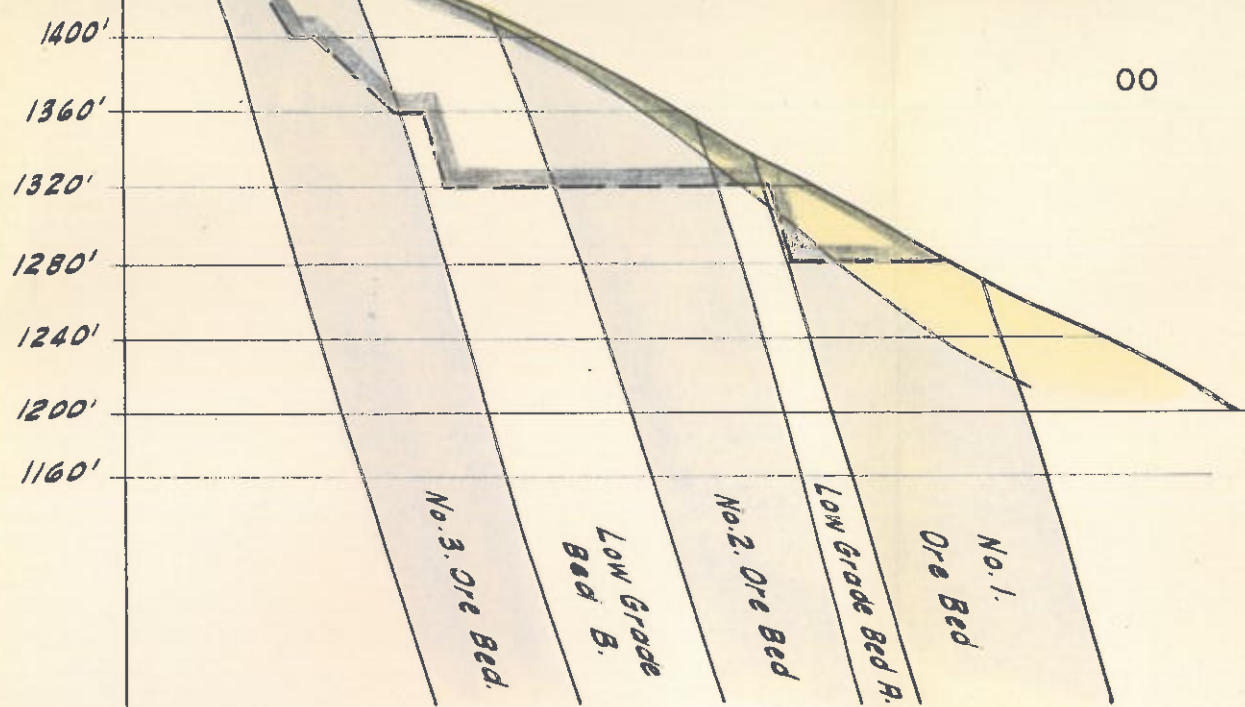 1400'
00
1360'
1320'
1280'
1240'
1200'
1160'
No. 3. Ore Bed.
Low Grade
Bed B.
No. 2. Ore Bed
Low Grade Bed A.
No. 1.
Ore Bed